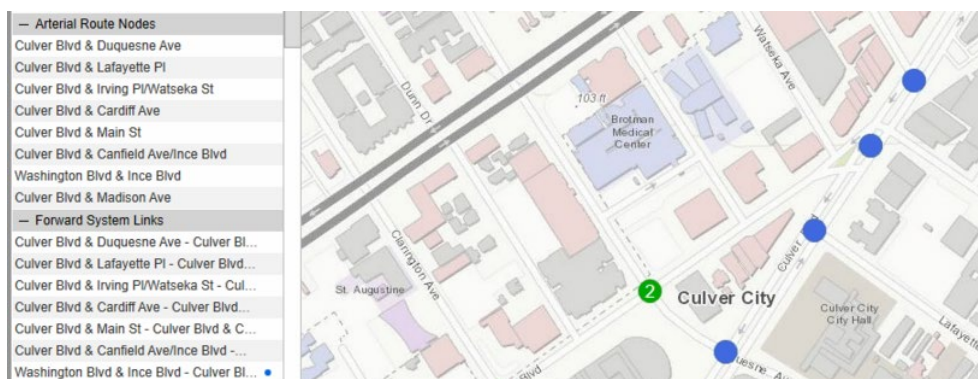 — Arterial Route Nodes
Culver Blvd & Duquesne Ave
Culver Blvd & Lafayette Pl
Culver Blvd & Irving Pl/Watseka St
Culver Blvd & Cardiff Ave
Culver Blvd & Main St
Culver Blvd & Canfield Ave/Ince Blvd
Washington Blvd & Ince Blvd
Culver Blvd & Madison Ave
— Forward System Links
Culver Blvd & Duquesne Ave - Culver Bl...
Culver Blvd & Lafayette Pl - Culver Blvd...
Culver Blvd & Irving Pl/Watseka St - Cul...
Culver Blvd & Cardiff Ave - Culver Blvd...
Culver Blvd & Main St - Culver Blvd & C...
Culver Blvd & Canfield Ave/Ince Blvd -...
Washington Blvd & Ince Blvd - Culver Bl...
Dunn Dr
103 ft
Watseka Ave
Brotman
Medical
Center
Clarington Ave
St. Augustine
2
Culver City
Culver
Culver City
City Hall
Lafayette
Blvd
uesne Av